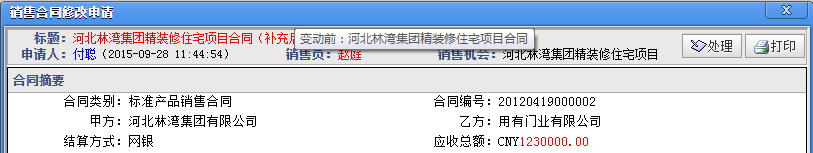 销售合同修改申请
标题：河北林湾集团精装修住宅项目合同（补充
变动前：河北林湾集团精装修住宅项目合同
处理 打印
申请人：付聪（2015-09-28 11:44:54） 销售员：赵庭 销售机会：河北林湾集团精装修住宅项目
合同摘要
合同类别：标准产品销售合同 合同编号：20120419000002
甲方：河北林湾集团有限公司 乙方：用有门业有限公司
结算方式：网银 应收总额：CNY1230000.00